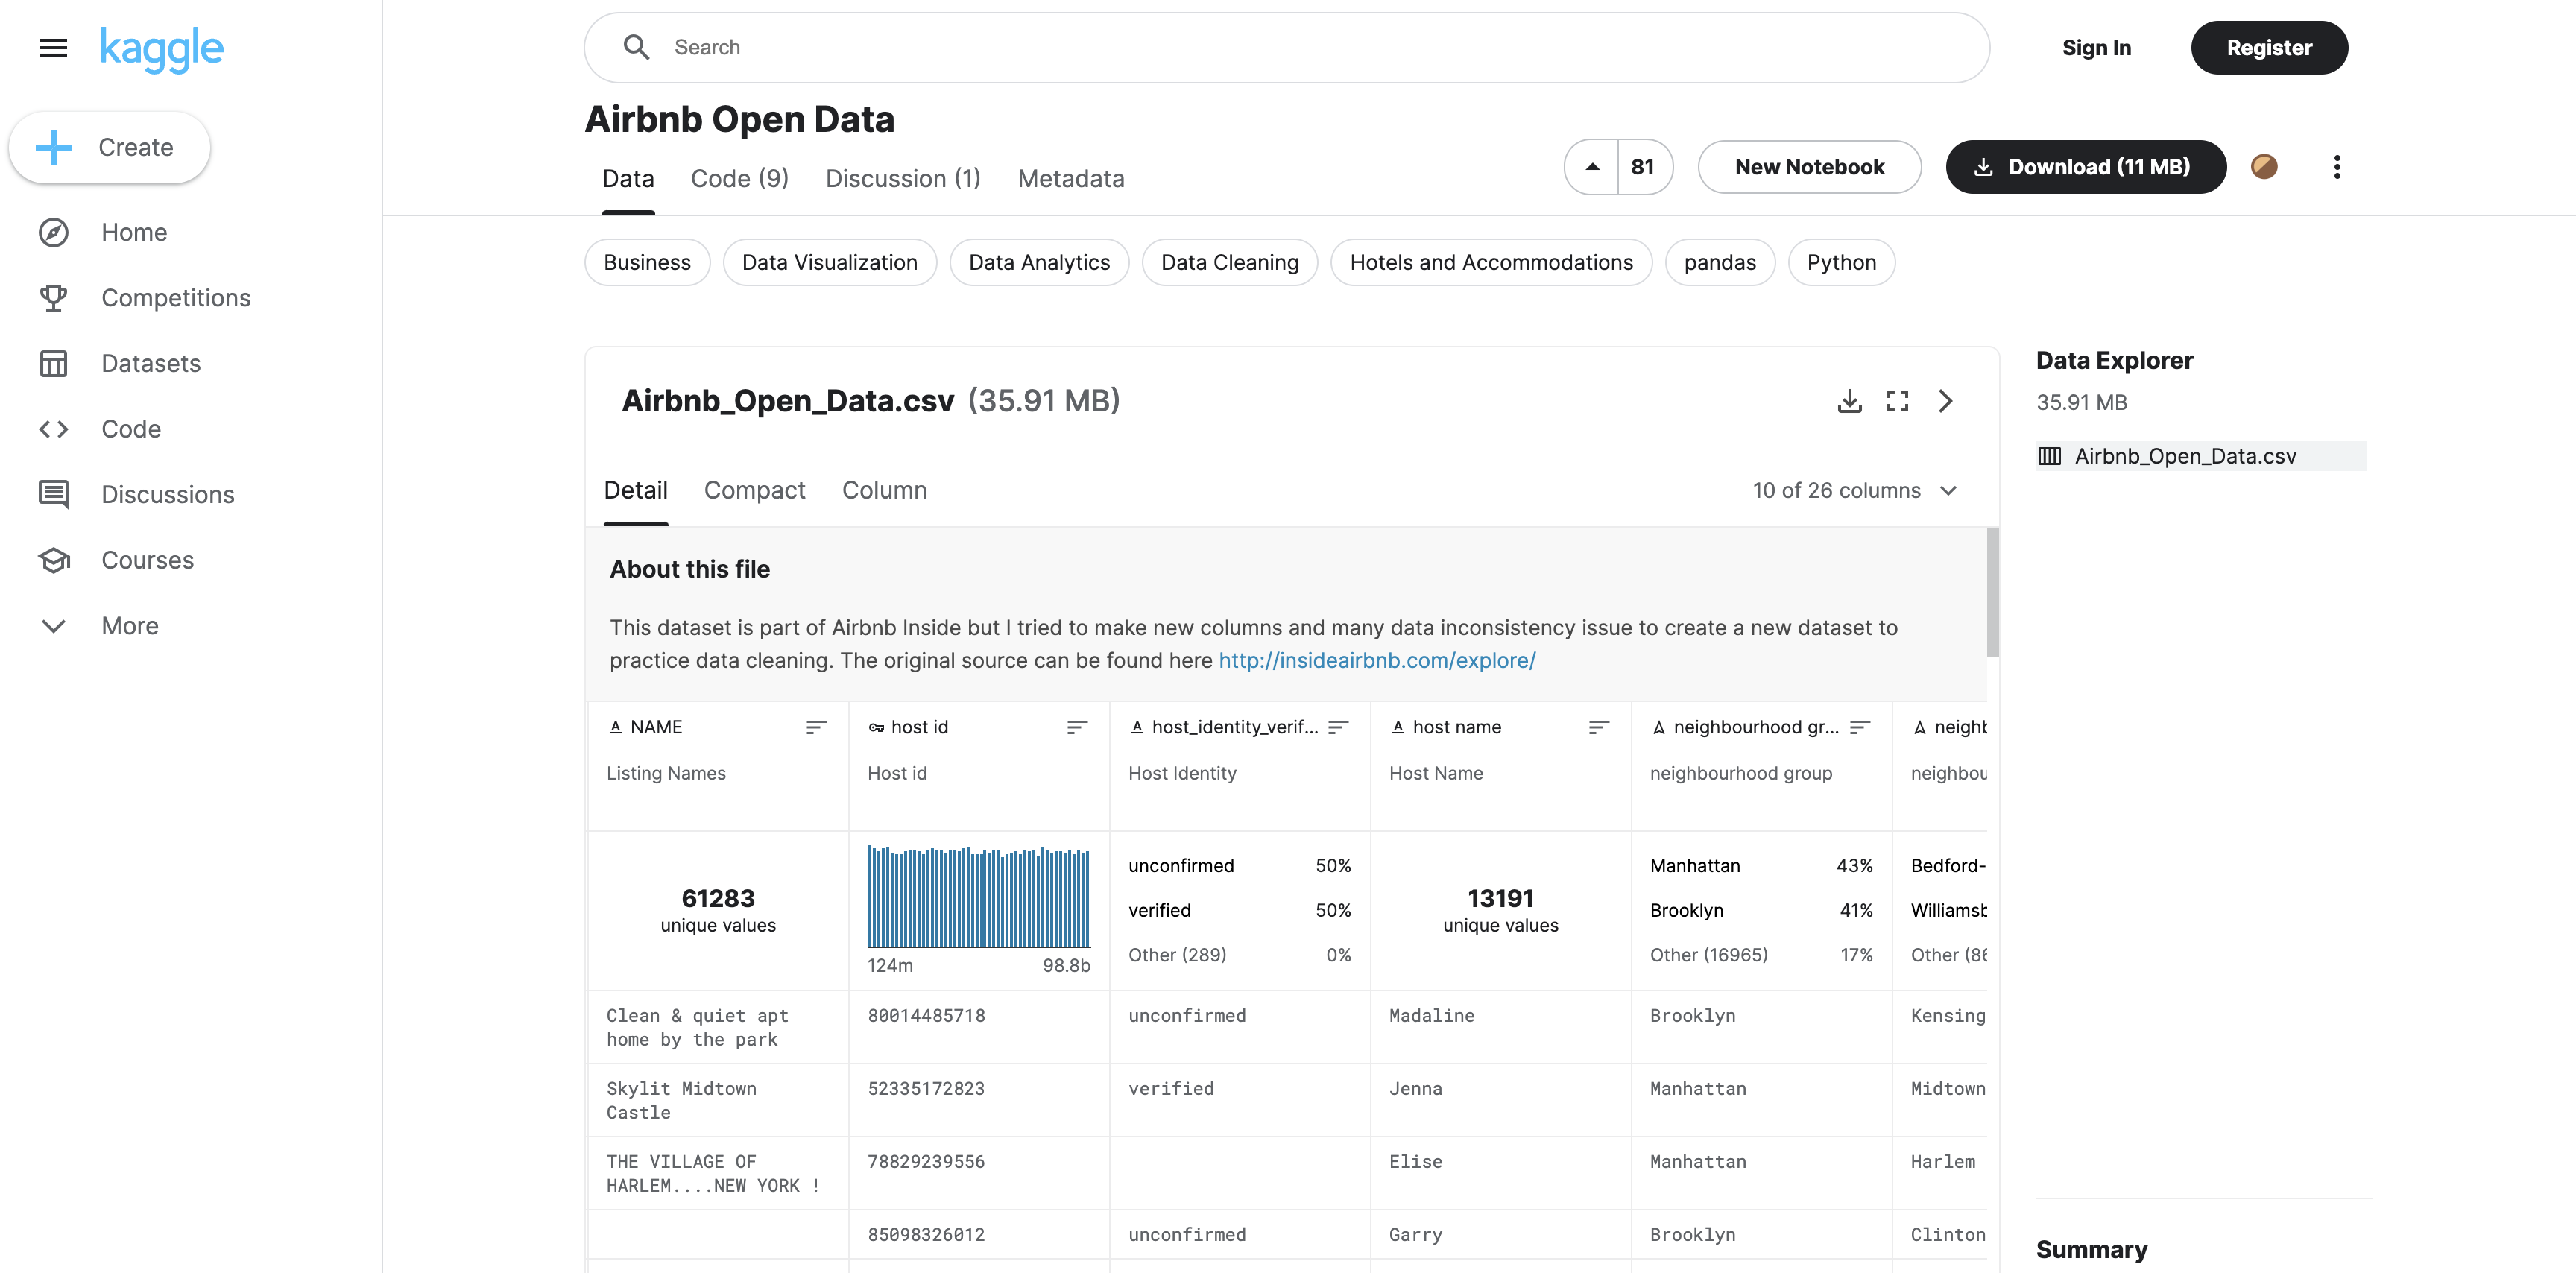 kaggle
Search
Sign In
Register
Create
Home
Competitions
Datasets
Code
Discussions
Courses
More
Airbnb Open Data
Data
Code (9)
Discussion (1)
Metadata
81
New Notebook
Download (11 MB)
Business
Data Visualization
Data Analytics
Data Cleaning
Hotels and Accommodations
pandas
Python
Airbnb_Open_Data.csv (35.91 MB)
Detail
Compact
Column
10 of 26 columns
About this file
This dataset is part of Airbnb Inside but I tried to make new columns and many data inconsistency issue to create a new dataset to
practice data cleaning. The original source can be found here http://insideairbnb.com/explore/
NAME
host id
host_identity_verif...
host name
neighbourhood gr...
neighb
Listing Names
Host id
Host Identity
Host Name
neighbourhood group
neighbou
61283
unique values
124m
98.8b
unconfirmed 50%
verified 50%
Other (289) 0%
13191
unique values
Manhattan 43%
Brooklyn 41%
Other (16965) 17%
Bedford-
Williamsb
Other (86
Clean & quiet apt
home by the park
80014485718
unconfirmed
Madaline
Brooklyn
Kensing
Skylit Midtown
Castle
52335172823
verified
Jenna
Manhattan
Midtown
THE VILLAGE OF
HARLEM....NEW YORK !
78829239556
Elise
Manhattan
Harlem
85098326012
unconfirmed
Garry
Brooklyn
Clinton
Data Explorer
35.91 MB
Airbnb_Open_Data.csv
Summary